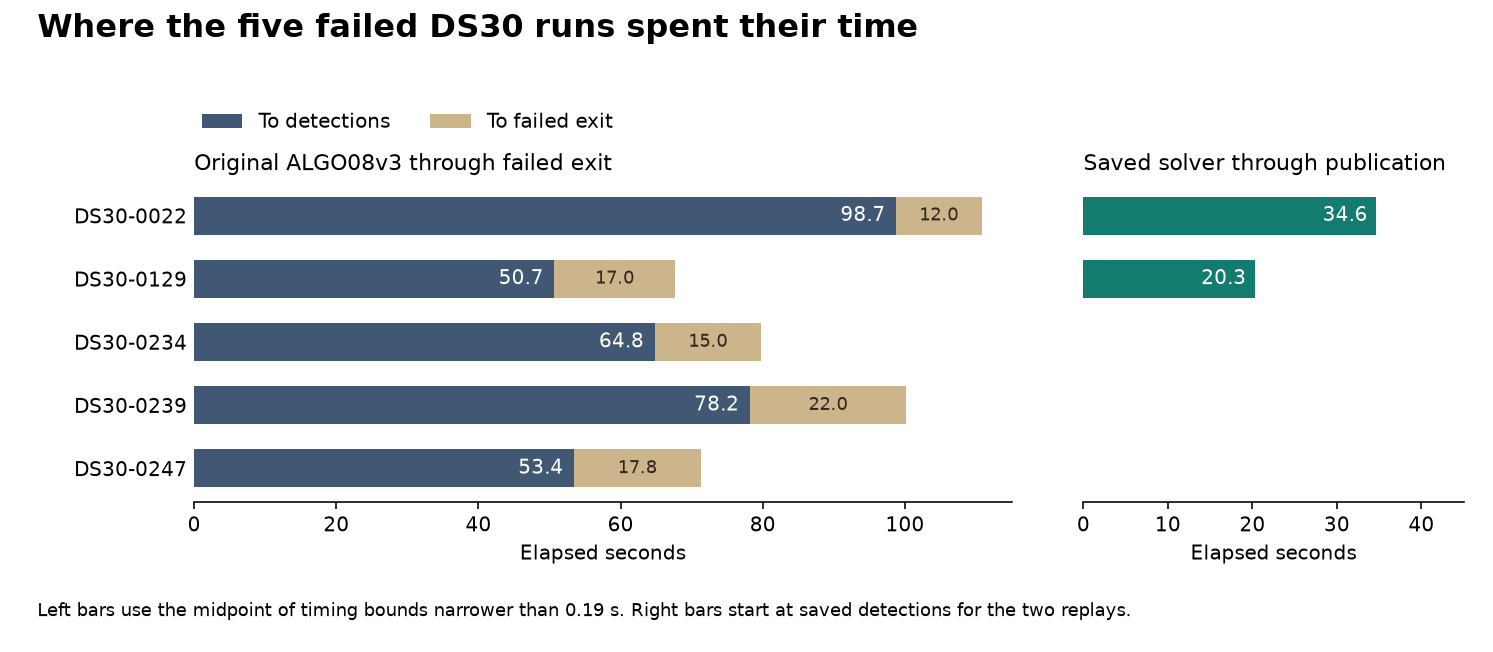 Where the five failed DS30 runs spent their time
To detections To failed exit
Original ALGO08v3 through failed exit
Saved solver through publication
DS30-0022 98.7 12.0 34.6
DS30-0129 50.7 17.0 20.3
DS30-0234 64.8 15.0
DS30-0239 78.2 22.0
DS30-0247 53.4 17.8
0 20 40 60 80 100
Elapsed seconds
0 10 20 30 40
Elapsed seconds
Left bars use the midpoint of timing bounds narrower than 0.19 s. Right bars start at saved detections for the two replays.